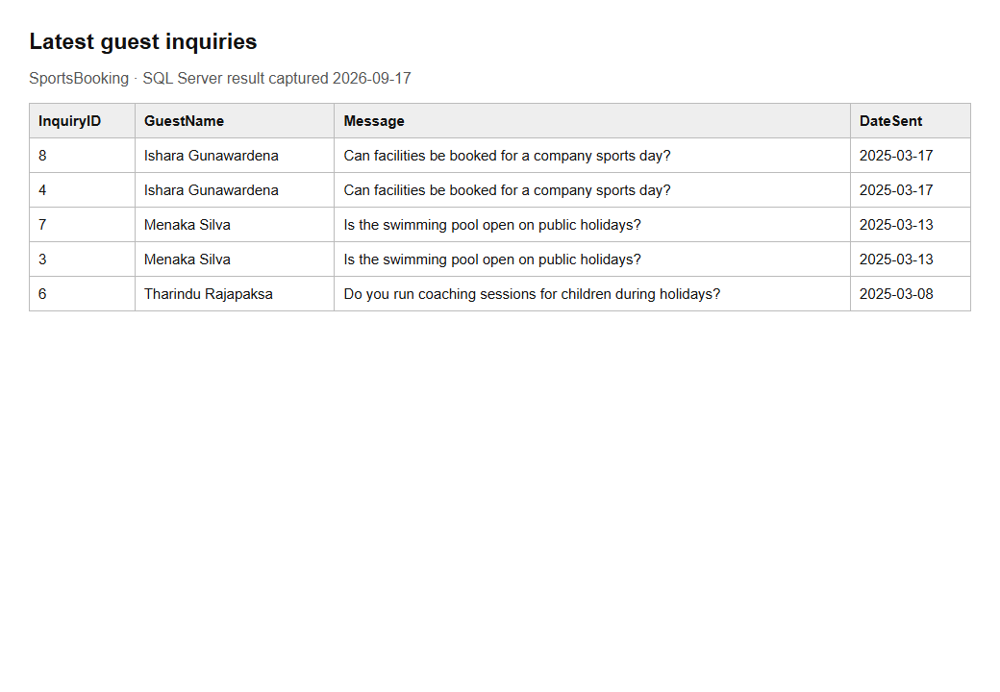 Latest guest inquiries
SportsBooking · SQL Server result captured 2026-09-17
InquiryID GuestName Message DateSent
8 Ishara Gunawardena Can facilities be booked for a company sports day? 2025-03-17
4 Ishara Gunawardena Can facilities be booked for a company sports day? 2025-03-17
7 Menaka Silva Is the swimming pool open on public holidays? 2025-03-13
3 Menaka Silva Is the swimming pool open on public holidays? 2025-03-13
6 Tharindu Rajapaksa Do you run coaching sessions for children during holidays? 2025-03-08